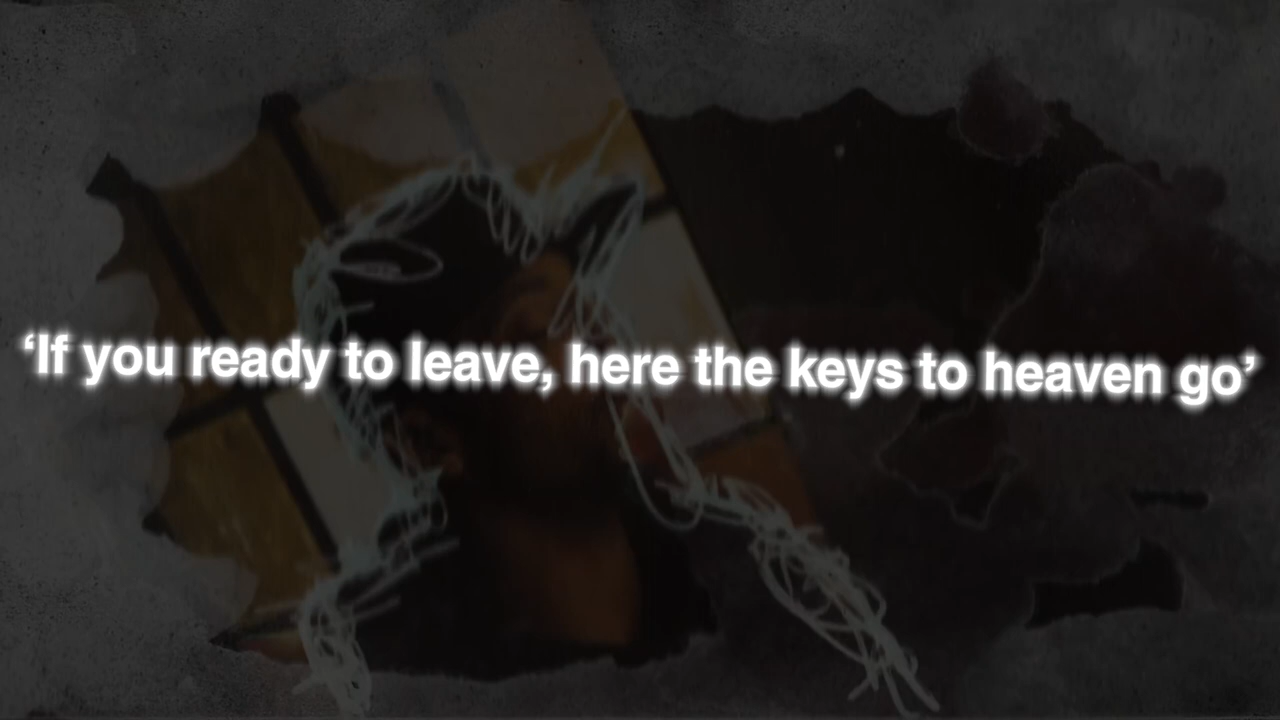 ‘If you ready to leave, here the keys to heaven go’